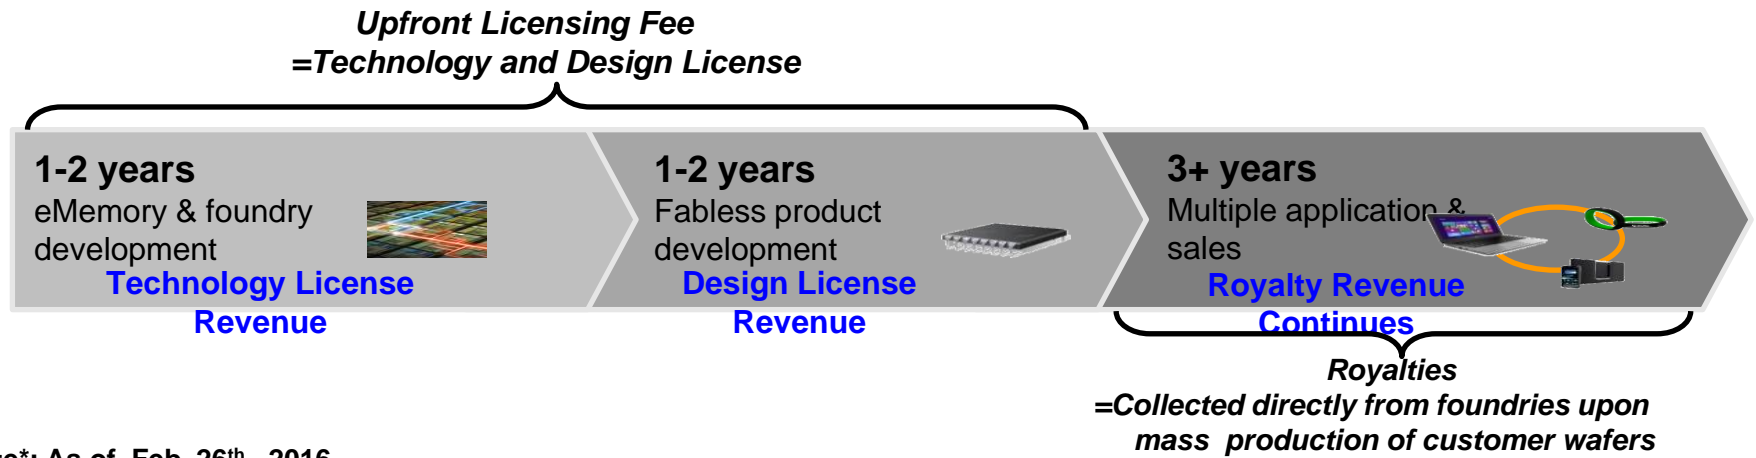 Upfront Licensing Fee
=Technology and Design License
1-2 years
eMemory & foundry
development
Technology License
Revenue
1-2 years
Fabless product
development
Design License
Revenue
3+ years
Multiple application &
sales
Royalty Revenue
Continues
Royalties
=Collected directly from foundries upon
mass production of customer wafers
As of Feb. 26th, 2016